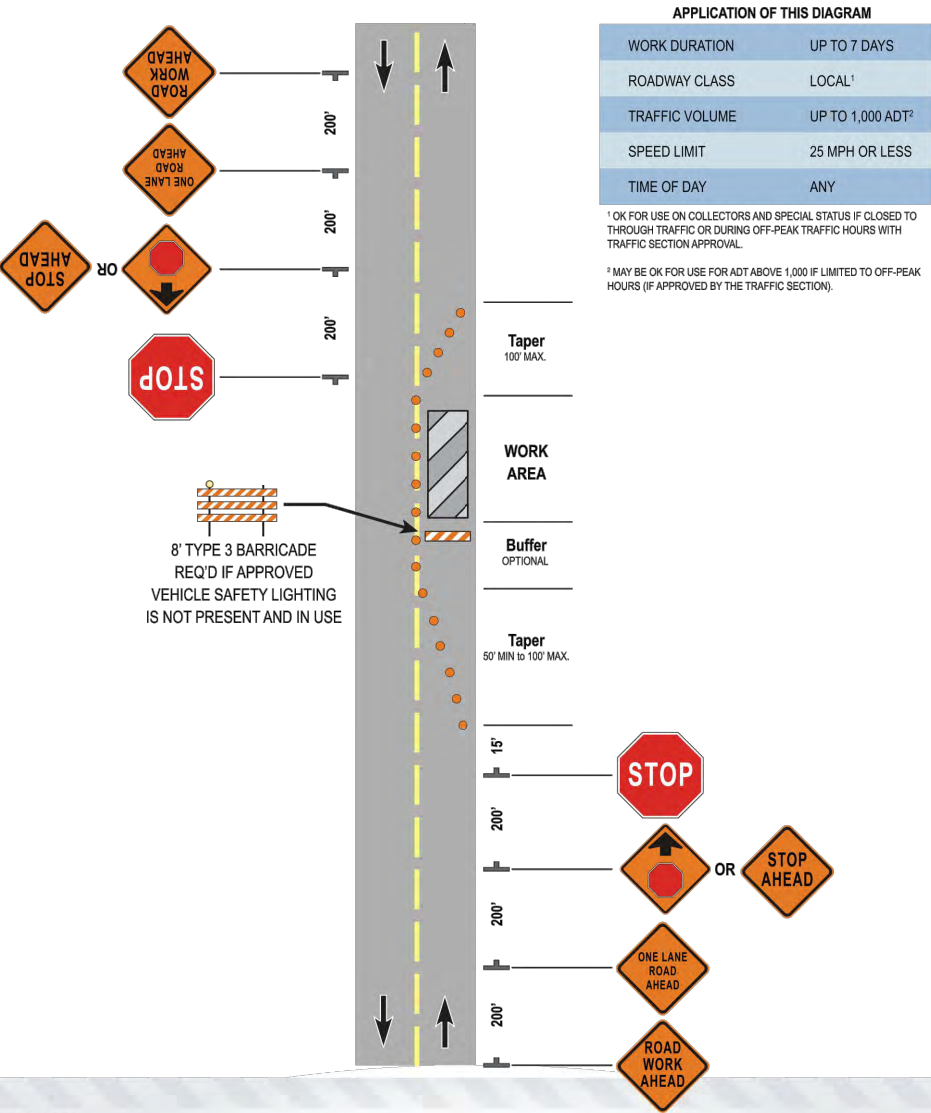 APPLICATION OF THIS DIAGRAM
WORK DURATION UP TO 7 DAYS
ROADWAY CLASS LOCAL¹
TRAFFIC VOLUME UP TO 1,000 ADT²
SPEED LIMIT 25 MPH OR LESS
TIME OF DAY ANY
¹ OK FOR USE ON COLLECTORS AND SPECIAL STATUS IF CLOSED TO
THROUGH TRAFFIC OR DURING OFF-PEAK TRAFFIC HOURS WITH
TRAFFIC SECTION APPROVAL.
² MAY BE OK FOR USE FOR ADT ABOVE 1,000 IF LIMITED TO OFF-PEAK
HOURS (IF APPROVED BY THE TRAFFIC SECTION).
ROAD
WORK
AHEAD
200'
ONE LANE
ROAD
AHEAD
200'
STOP
AHEAD
OR
200'
STOP
Taper
100' MAX.
WORK
AREA
8' TYPE 3 BARRICADE
REQ'D IF APPROVED
VEHICLE SAFETY LIGHTING
IS NOT PRESENT AND IN USE
Buffer
OPTIONAL
Taper
50' MIN to 100' MAX.
15'
STOP
200'
OR
STOP
AHEAD
200'
ONE LANE
ROAD
AHEAD
200'
ROAD
WORK
AHEAD